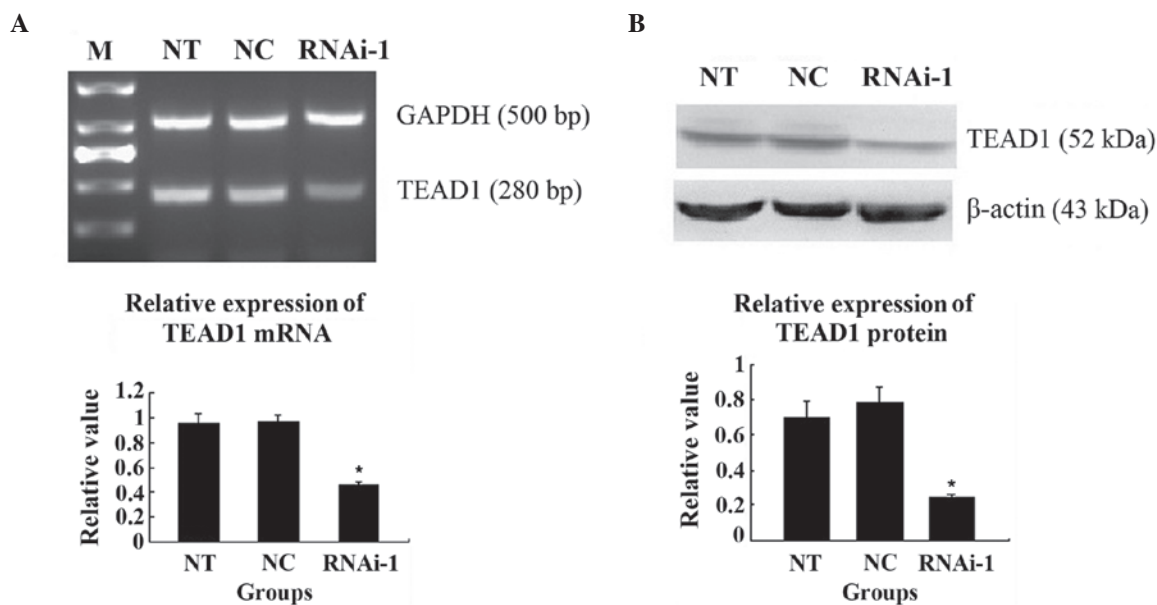 A
M NT NC RNAi-1
GAPDH (500 bp)
TEAD1 (280 bp)
Relative expression of
TEAD1 mRNA
Relative value
1.2
1
0.8
0.6
0.4
0.2
0
*
NT NC RNAi-1
Groups
B
NT NC RNAi-1
TEAD1 (52 kDa)
β-actin (43 kDa)
Relative expression of
TEAD1 protein
Relative value
1
0.8
0.6
0.4
0.2
0
*
NT NC RNAi-1
Groups